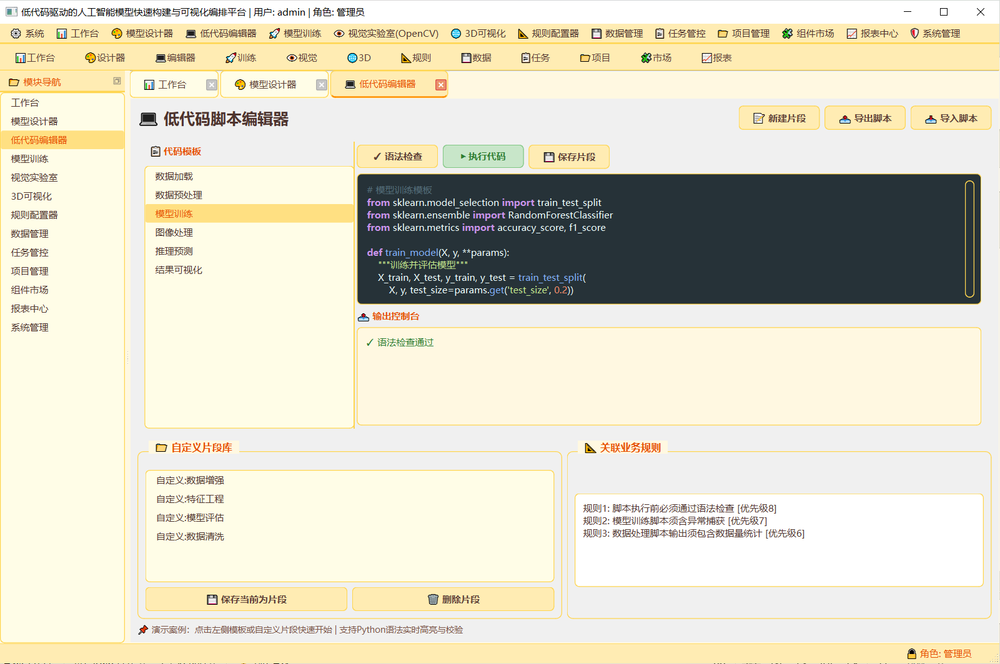 低代码驱动的人工智能模型快速构建与可视化编排平台 | 用户: admin | 角色: 管理员
系统 工作台 模型设计器 低代码编辑器 模型训练 视觉实验室(OpenCV) 3D可视化 规则配置器 数据管理 任务管控 项目管理 组件市场 报表中心 系统管理
工作台 设计器 编辑器 训练 视觉 3D 规则 数据 任务 项目 市场 报表
模块导航
工作台
模型设计器
低代码编辑器
模型训练
视觉实验室
3D可视化
规则配置器
数据管理
任务管控
项目管理
组件市场
报表中心
系统管理
工作台 模型设计器 低代码编辑器
低代码脚本编辑器
新建片段 导出脚本 导入脚本
代码模板
数据加载
数据预处理
模型训练
图像处理
推理预测
结果可视化
✓ 语法检查 ▶ 执行代码 保存片段
# 模型训练模板
from sklearn.model_selection import train_test_split
from sklearn.ensemble import RandomForestClassifier
from sklearn.metrics import accuracy_score, f1_score
def train_model(X, y, **params):
"""训练并评估模型"""
X_train, X_test, y_train, y_test = train_test_split(
X, y, test_size=params.get('test_size', 0.2))
输出控制台
✓ 语法检查通过
自定义片段库
自定义:数据增强
自定义:特征工程
自定义:模型评估
自定义:数据清洗
保存当前为片段 删除片段
关联业务规则
规则1: 脚本执行前必须通过语法检查 [优先级8]
规则2: 模型训练脚本须含异常捕获 [优先级7]
规则3: 数据处理脚本输出须包含数据量统计 [优先级6]
演示案例：点击左侧模板或自定义片段快速开始 | 支持Python语法实时高亮与校验
角色: 管理员